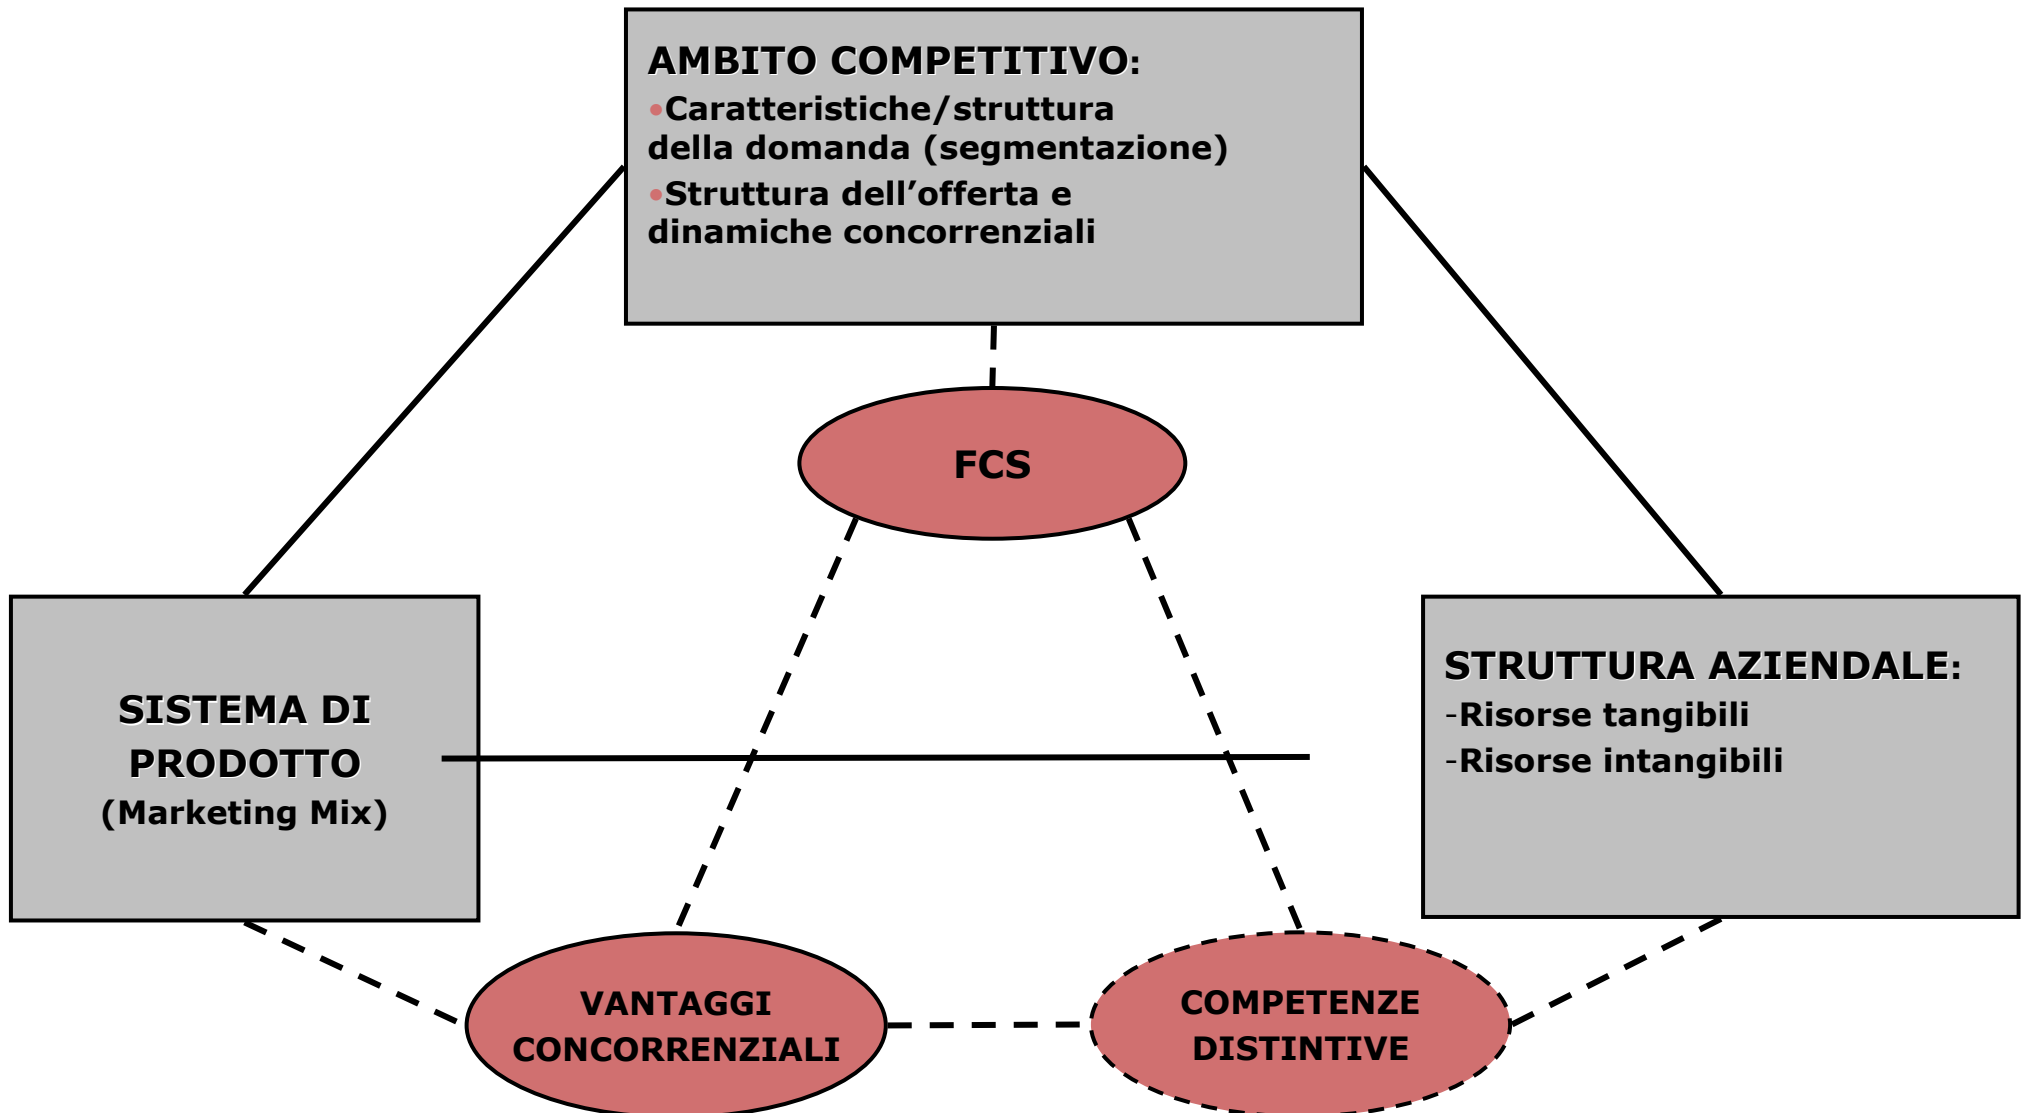 AMBITO COMPETITIVO:
•Caratteristiche/struttura
della domanda (segmentazione)
•Struttura dell’offerta e
dinamiche concorrenziali
FCS
SISTEMA DI
PRODOTTO
(Marketing Mix)
STRUTTURA AZIENDALE:
-Risorse tangibili
-Risorse intangibili
VANTAGGI
CONCORRENZIALI
COMPETENZE
DISTINTIVE